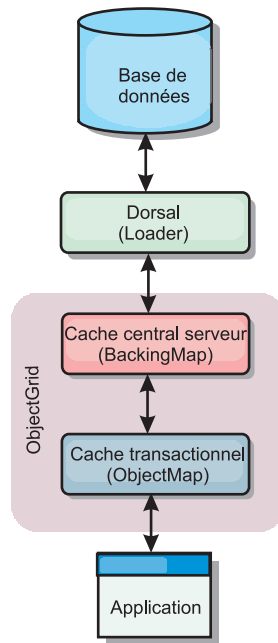 Base de
données
Dorsal
(Loader)
ObjectGrid
Cache central serveur
(BackingMap)
Cache transactionnel
(ObjectMap)
Application